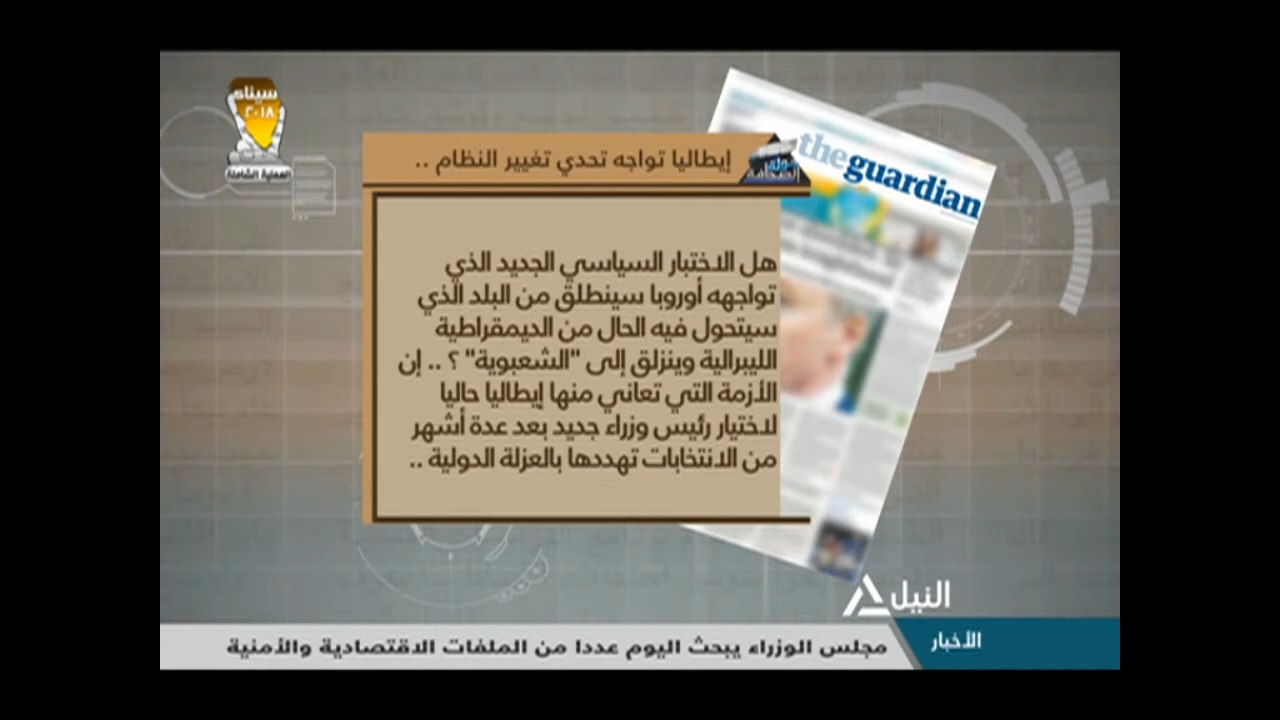 سيناء
٢٠١٨
العملية الشاملة
the guardian
إيطاليا تواجه تحدي تغيير النظام ..
جولة الصحافة
هل الاختبار السياسي الجديد الذي
تواجهه أوروبا سينطلق من البلد الذي
سيتحول فيه الحال من الديمقراطية
الليبرالية وينزلق إلى "الشعبوية" ؟ .. إن
الأزمة التي تعاني منها إيطاليا حاليا
لاختيار رئيس وزراء جديد بعد عدة أشهر
من الانتخابات تهددها بالعزلة الدولية ..
النيل
الأخبار
مجلس الوزراء يبحث اليوم عددا من الملفات الاقتصادية والأمنية